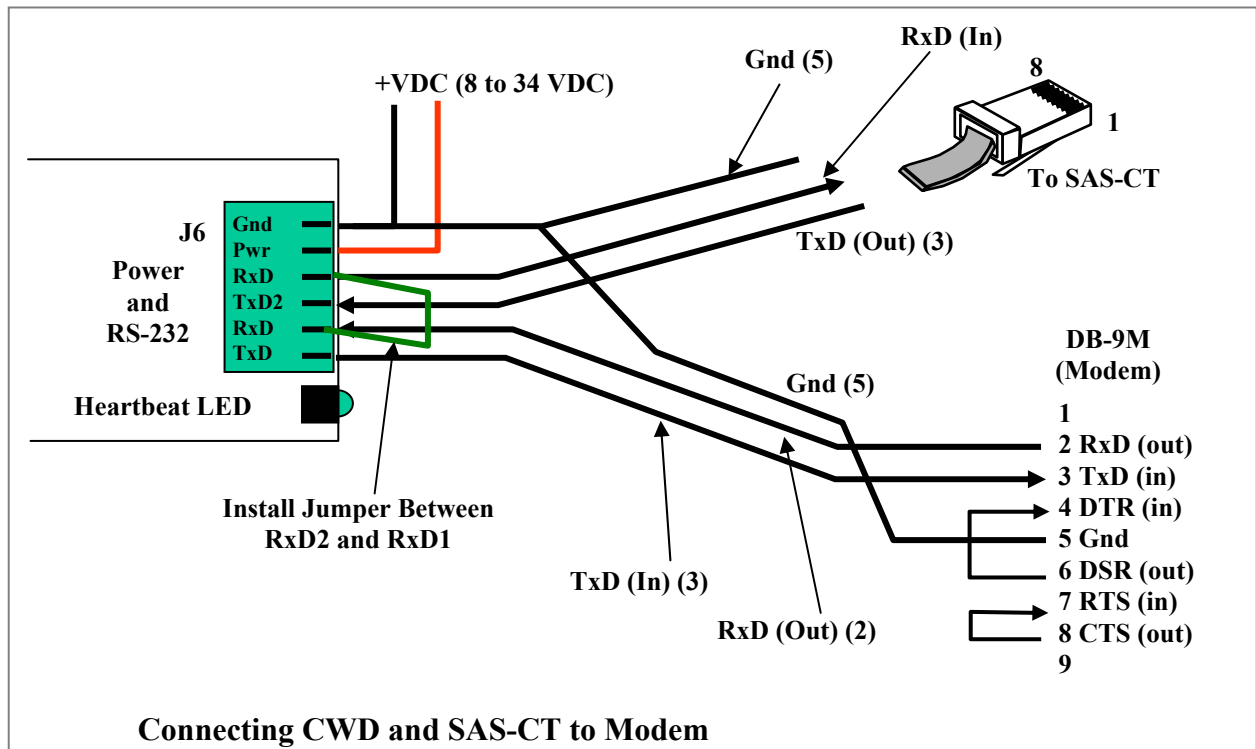 +VDC (8 to 34 VDC)
Gnd (5)
RxD (In)
8
1
To SAS-CT
TxD (Out) (3)
J6
Power
and
RS-232
Gnd
Pwr
RxD
TxD2
RxD
TxD
Heartbeat LED
Install Jumper Between
RxD2 and RxD1
Gnd (5)
TxD (In) (3)
RxD (Out) (2)
DB-9M
(Modem)
1
2 RxD (out)
3 TxD (in)
4 DTR (in)
5 Gnd
6 DSR (out)
7 RTS (in)
8 CTS (out)
9
Connecting CWD and SAS-CT to Modem